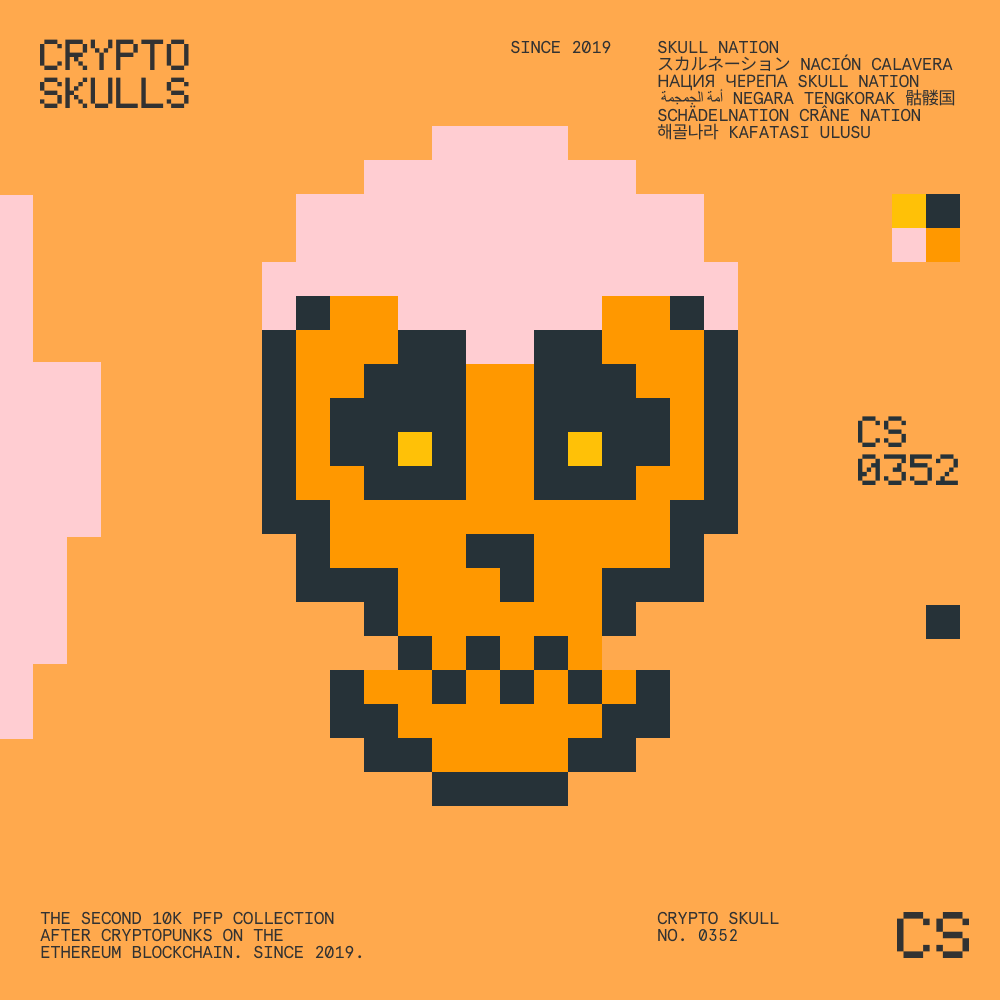 CRYPTO
SKULLS
SINCE 2019
SKULL NATION
スカルネーション NACIÓN CALAVERA
НАЦИЯ ЧЕРЕПА SKULL NATION
أمة الجمجمة NEGARA TENGKORAK 骷髅国
SCHÄDELNATION CRÂNE NATION
해골나라 KAFATASI ULUSU
CS
0352
THE SECOND 10K PFP COLLECTION
AFTER CRYPTOPUNKS ON THE
ETHEREUM BLOCKCHAIN. SINCE 2019.
CRYPTO SKULL
NO. 0352
CS